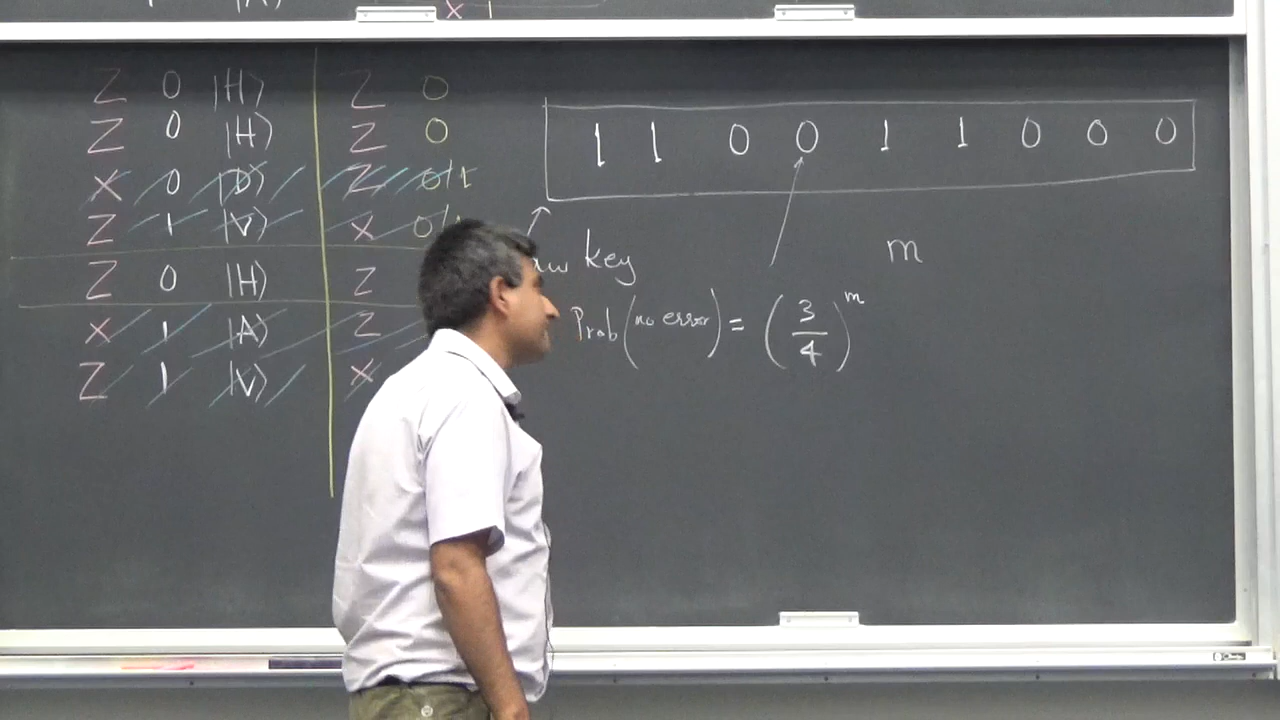 Z 0 |H⟩ Z 0
Z 0 |H⟩ Z 0
X 0 |D⟩ Z 0/1
Z 1 |V⟩ X 0/1
Z 0 |H⟩ Z
X 1 |A⟩ Z
Z 1 |V⟩ X
1 1 0 0 1 1 0 0 0
key
m
Prob(no error) = (3/4)^m